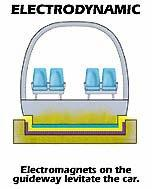 ELECTRODYNAMIC
Electromagnets on the
guideway levitate the car.